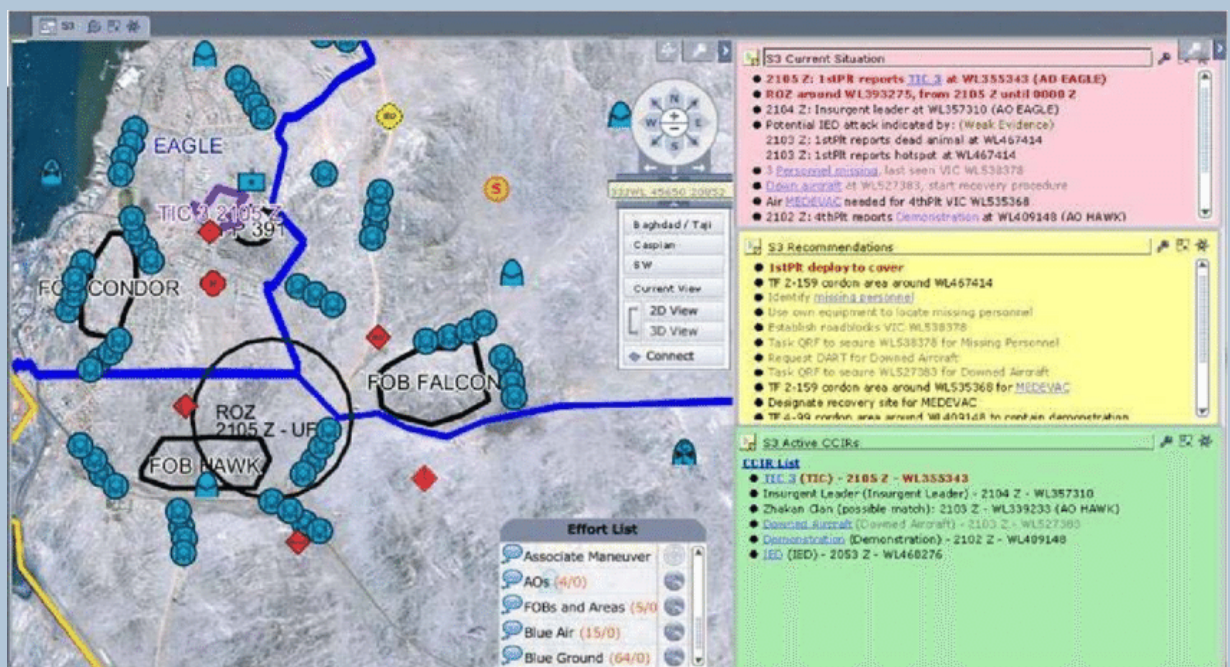 S3
EAGLE
TIC 3 2105 Z
391
FOB CONDOR
FOB FALCON
ROZ
2105 Z - UF
FOB HAWK
N
W
E
S
S
Baghdad / Taji
Caspian
SW
Current View
2D View
3D View
Connect
Effort List
Associate Maneuver
AOs (4/0)
FOBs and Areas (5/0
Blue Air (15/0)
Blue Ground (64/0)
S3 Current Situation
2105 Z: 1stPlt reports TIC 3 at WL355343 (AO EAGLE)
ROZ around WL393275, from 2105 Z until 0000 Z
2104 Z: Insurgent leader at WL357310 (AO EAGLE)
Potential IED attack indicated by: (Weak Evidence)
2103 Z: 1stPlt reports dead animal at WL467414
2103 Z: 1stPlt reports hotspot at WL467414
3 Personnel missing, last seen VIC WL538378
Down aircraft at WL527383, start recovery procedure
Air MEDEVAC needed for 4thPlt VIC WL535368
2102 Z: 4thPlt reports Demonstration at WL409148 (AO HAWK)
S3 Recommendations
1stPlt deploy to cover
TF 2-159 cordon area around WL467414
Identify missing personnel
Use own equipment to locate missing personnel
Establish roadblocks VIC WL538378
Task QRF to secure WL538378 for Missing Personnel
Request DART for Downed Aircraft
Task QRF to secure WL527383 for Downed Aircraft
TF 2-159 cordon area around WL535368 for MEDEVAC
Designate recovery site for MEDEVAC
TF 4-99 cordon area around WL409148 to contain demonstration
S3 Active CCIRs
CCIR List
TIC 3 (TIC) - 2105 Z - WL355343
Insurgent Leader (Insurgent Leader) - 2104 Z - WL357310
Zhakan Clan (possible match): 2103 Z - WL339233 (AO HAWK)
Downed Aircraft (Downed Aircraft) - 2103 Z - WL527383
Demonstration (Demonstration) - 2102 Z - WL409148
IED (IED) - 2053 Z - WL468276